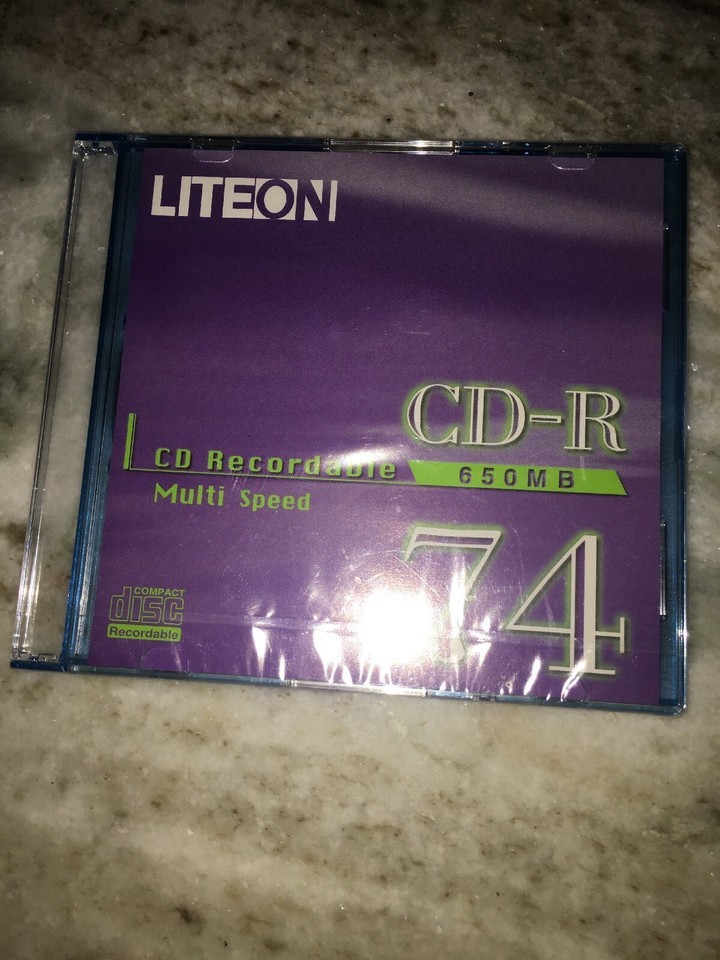 LITEON
CD-R
CD Recordable
650MB
Multi Speed
74
COMPACT
disc
Recordable